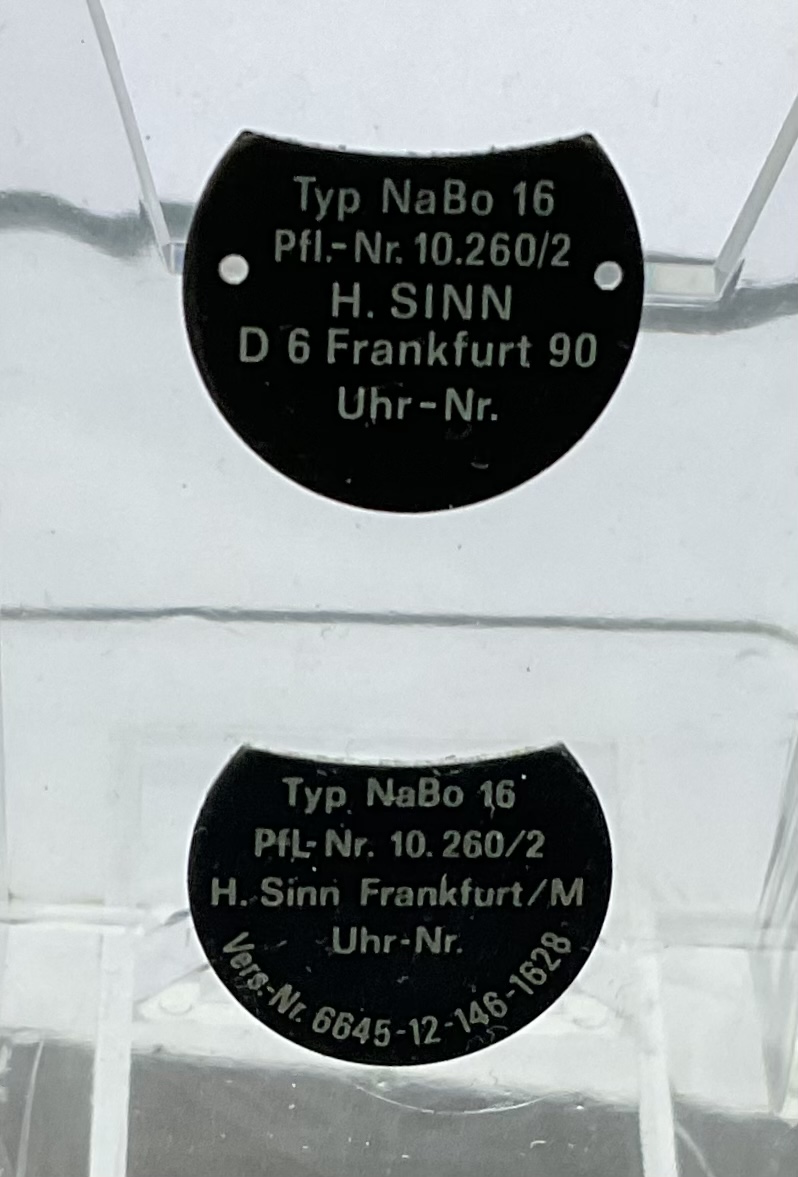 Typ NaBo 16
Pfl.-Nr. 10.260/2
H. SINN
D 6 Frankfurt 90
Uhr-Nr.
Typ NaBo 16
PfL-Nr. 10.260/2
H. Sinn Frankfurt/M
Uhr-Nr.
Vers.-Nr. 6645-12-146-1628